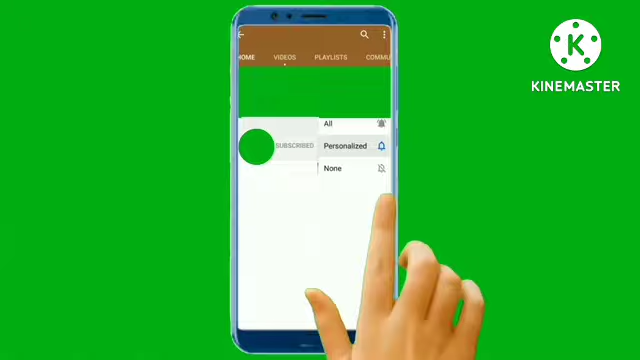 HOME VIDEOS PLAYLISTS COMMU
All
SUBSCRIBED Personalized
None
KINEMASTER